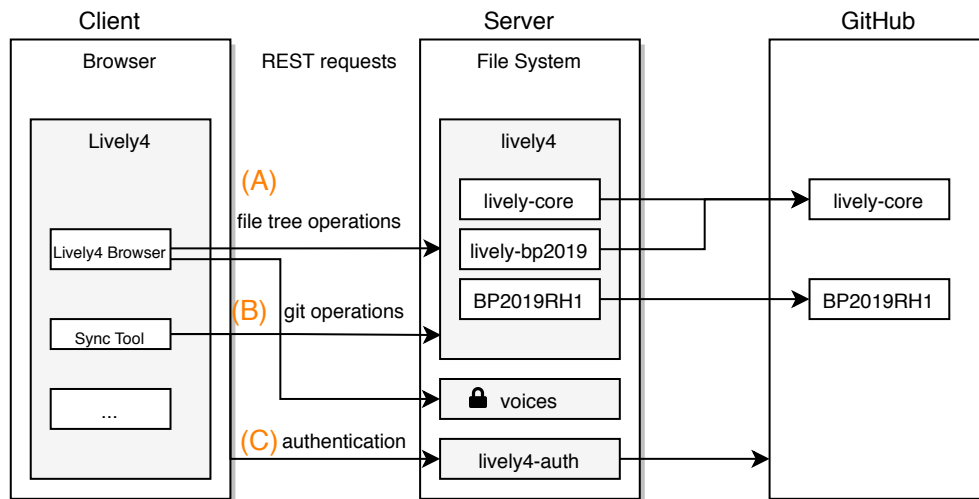 Client
Server
GitHub
Browser
REST requests
File System
Lively4
lively4
(A)
lively-core
lively-core
file tree operations
Lively4 Browser
lively-bp2019
BP2019RH1
BP2019RH1
(B)
git operations
Sync Tool
...
voices
(C)
authentication
lively4-auth